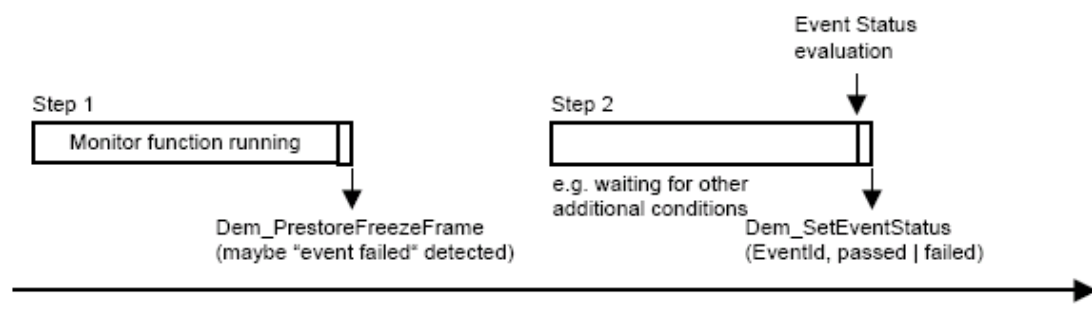 Event Status
evaluation
Step 1
Step 2
Monitor function running
e.g. waiting for other
additional conditions
Dem_PrestoreFreezeFrame
(maybe “event failed“ detected)
Dem_SetEventStatus
(EventId, passed | failed)